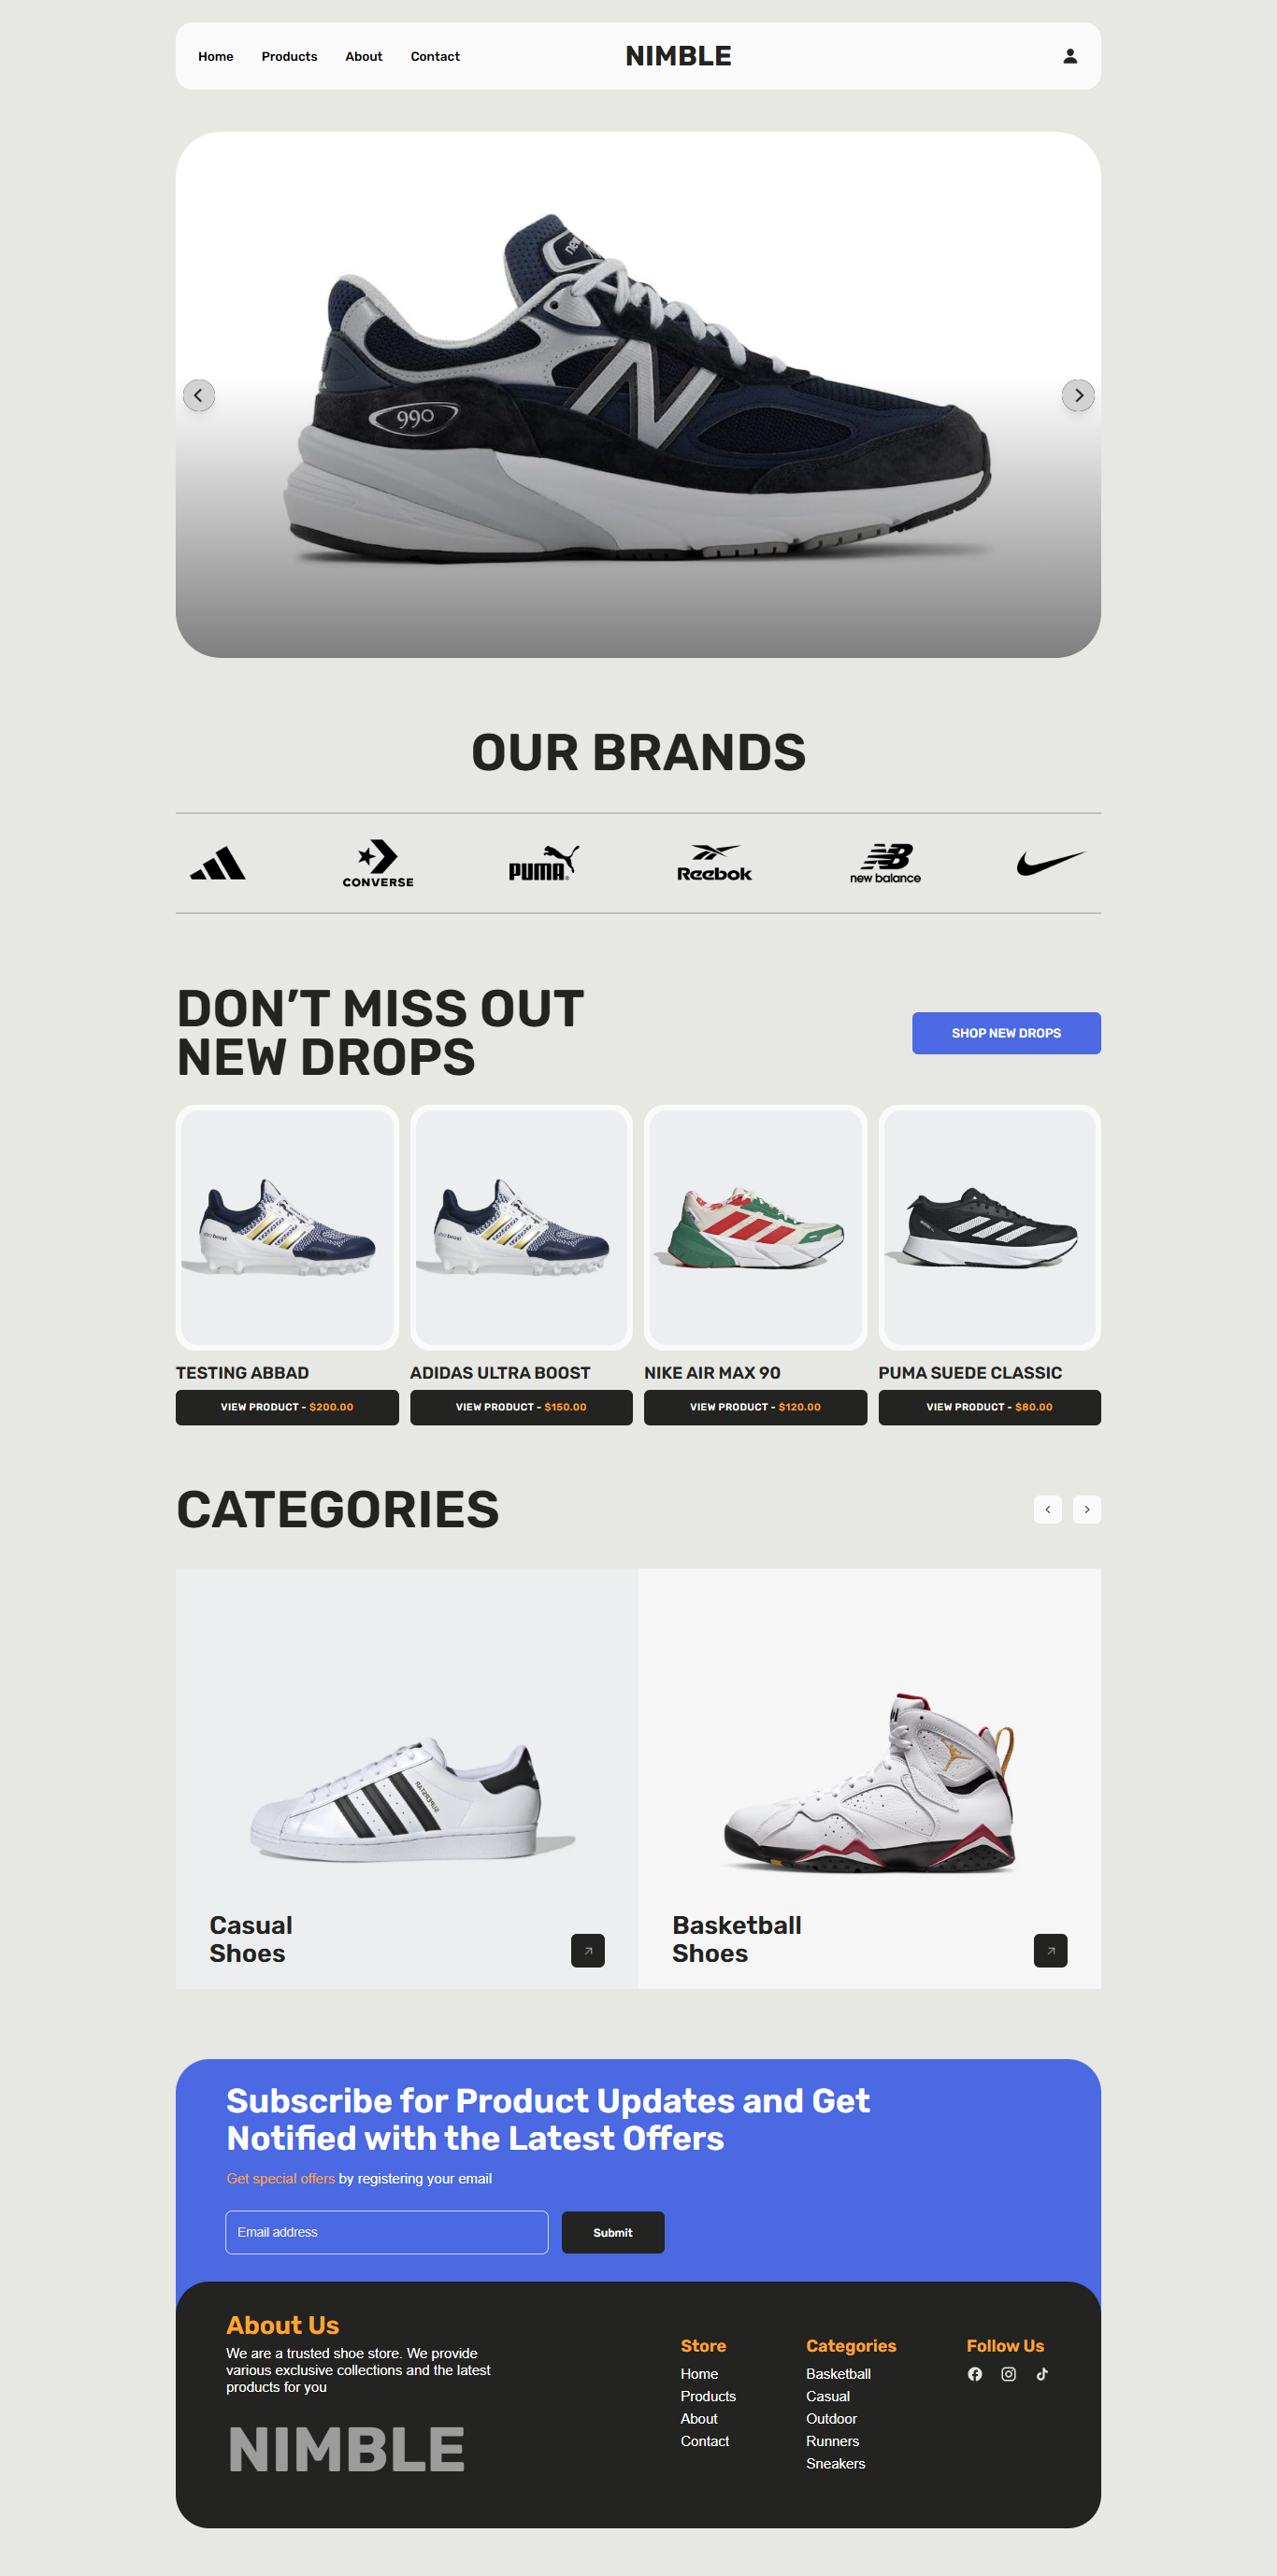 Home Products About Contact NIMBLE
new
990
OUR BRANDS
CONVERSE
PUMA
Reebok
NB
new balance
DON’T MISS OUT
NEW DROPS
SHOP NEW DROPS
TESTING ABBAD
ADIDAS ULTRA BOOST
NIKE AIR MAX 90
PUMA SUEDE CLASSIC
VIEW PRODUCT - $200.00
VIEW PRODUCT - $150.00
VIEW PRODUCT - $120.00
VIEW PRODUCT - $80.00
CATEGORIES
Casual
Shoes
Basketball
Shoes
Subscribe for Product Updates and Get
Notified with the Latest Offers
Get special offers by registering your email
Email address
Submit
About Us
We are a trusted shoe store. We provide
various exclusive collections and the latest
products for you
NIMBLE
Store
Home
Products
About
Contact
Categories
Basketball
Casual
Outdoor
Runners
Sneakers
Follow Us